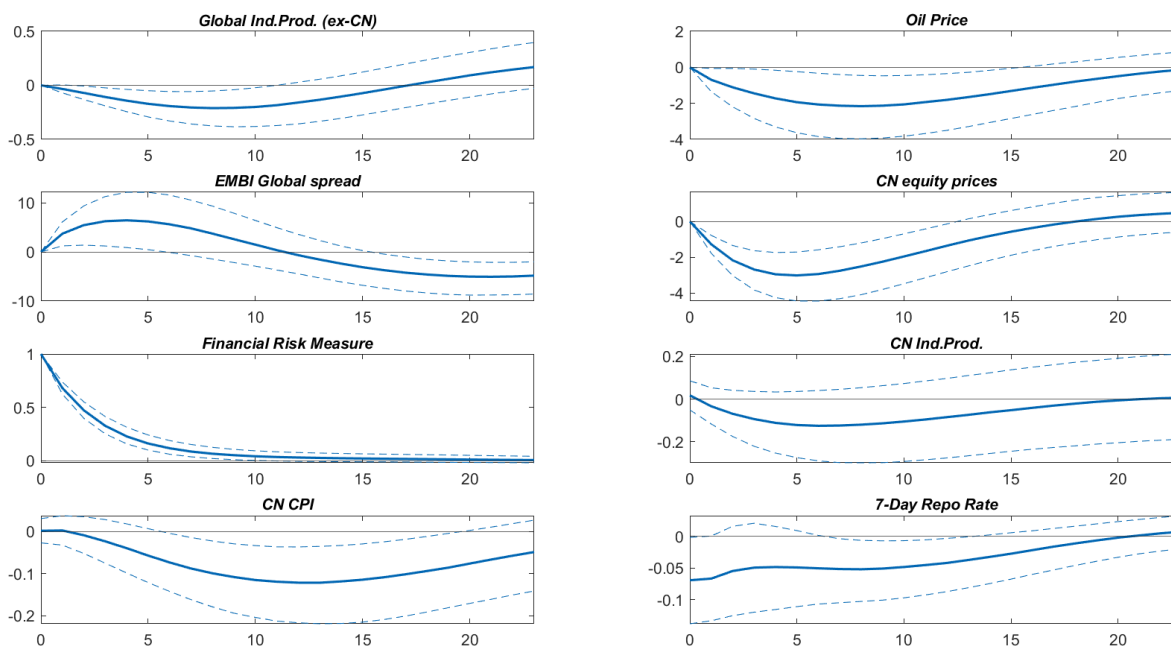 Global Ind.Prod. (ex-CN)
0.5
0
-0.5
0 5 10 15 20
Oil Price
2
0
-2
-4
0 5 10 15 20
EMBI Global spread
10
0
-10
0 5 10 15 20
CN equity prices
0
-2
-4
0 5 10 15 20
Financial Risk Measure
1
0.5
0
0 5 10 15 20
CN Ind.Prod.
0.2
0
-0.2
0 5 10 15 20
CN CPI
0
-0.1
-0.2
0 5 10 15 20
7-Day Repo Rate
0
-0.05
-0.1
0 5 10 15 20